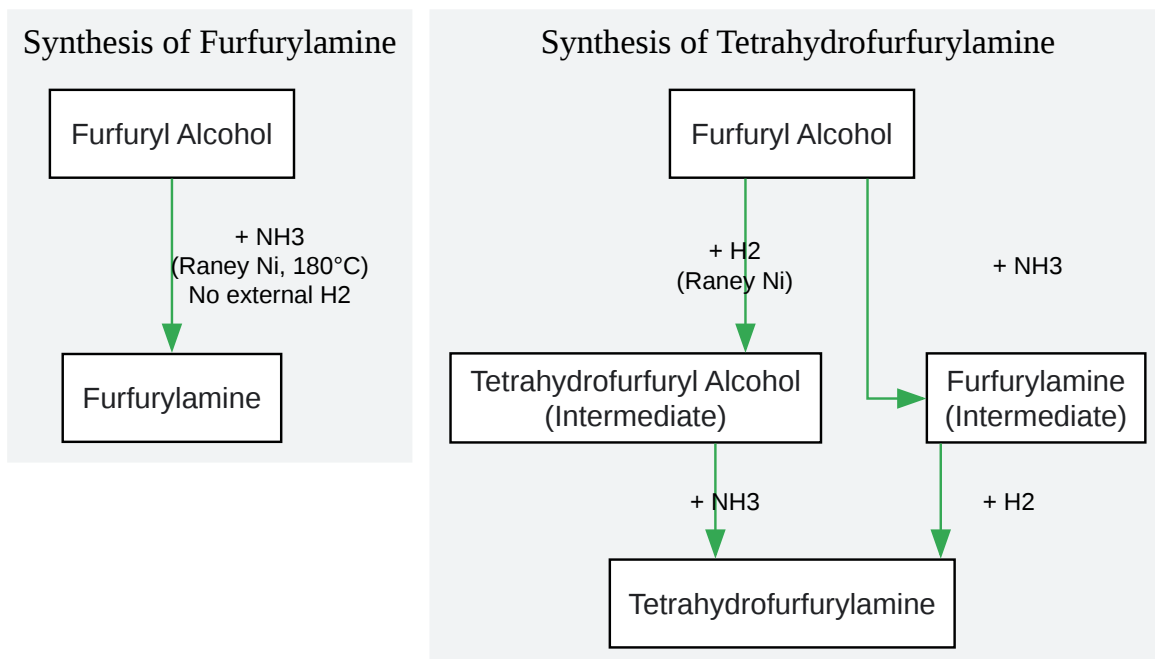 Synthesis of Furfurylamine
Furfuryl Alcohol
+ NH3
(Raney Ni, 180°C)
No external H2
Furfurylamine
Synthesis of Tetrahydrofurfurylamine
Furfuryl Alcohol
+ H2
(Raney Ni)
+ NH3
Tetrahydrofurfuryl Alcohol
(Intermediate)
Furfurylamine
(Intermediate)
+ NH3
+ H2
Tetrahydrofurfurylamine